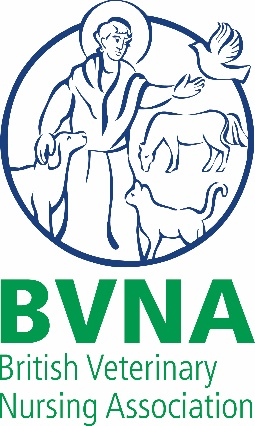 BVNA
British Veterinary
Nursing Association